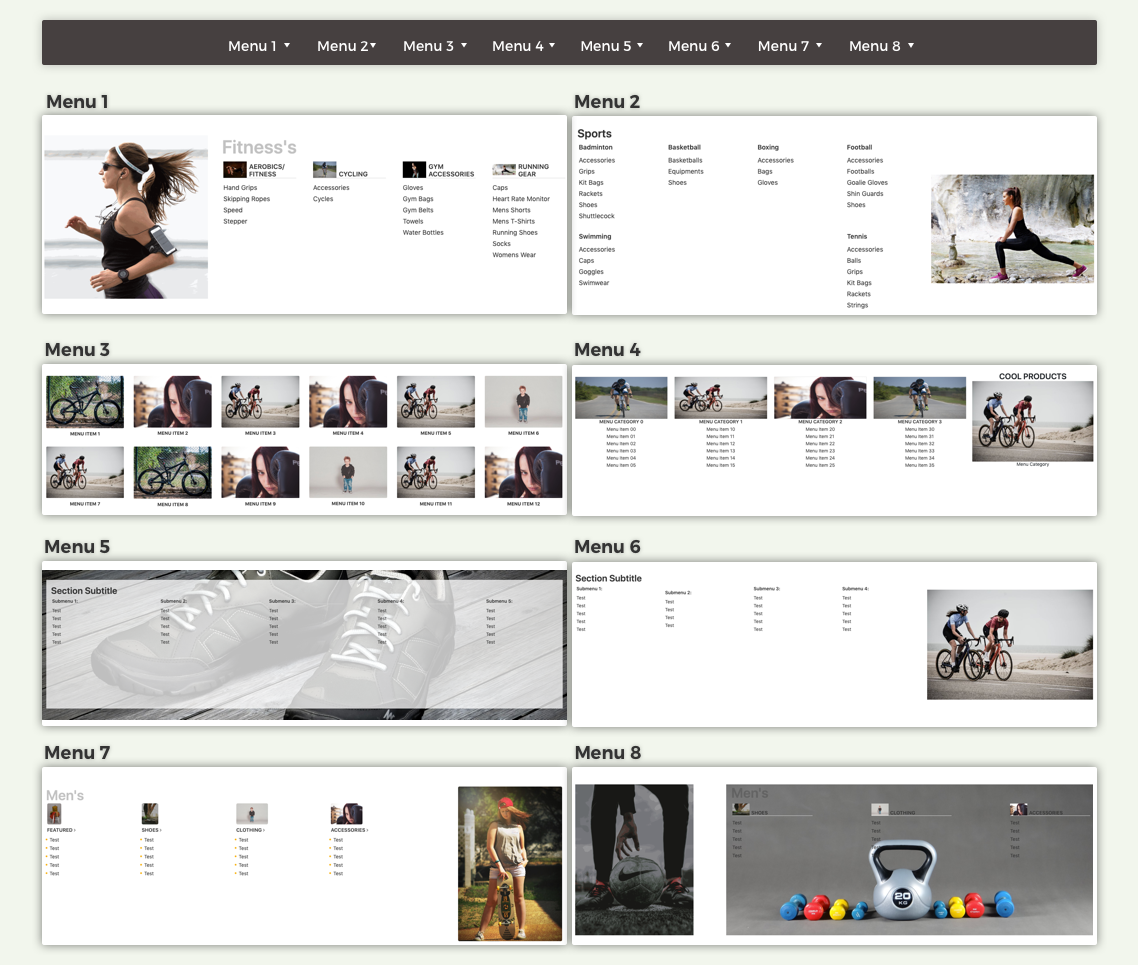 Menu 1 Menu 2 Menu 3 Menu 4 Menu 5 Menu 6 Menu 7 Menu 8
Menu 1
Fitness's
AEROBICS/
FITNESS
Hand Grips
Skipping Ropes
Speed
Stepper
CYCLING
Accessories
Cycles
GYM
ACCESSORIES
Gloves
Gym Bags
Gym Belts
Towels
Water Bottles
RUNNING
GEAR
Caps
Heart Rate Monitor
Mens Shorts
Mens T-Shirts
Running Shoes
Socks
Womens Wear
Menu 2
Sports
Badminton
Accessories
Grips
Kit Bags
Rackets
Shoes
Shuttlecock
Basketball
Basketballs
Equipments
Shoes
Boxing
Accessories
Bags
Gloves
Football
Accessories
Footballs
Goalie Gloves
Shin Guards
Shoes
Swimming
Accessories
Caps
Goggles
Swimwear
Tennis
Accessories
Balls
Grips
Kit Bags
Rackets
Strings
Menu 3
MENU ITEM 1
MENU ITEM 2
MENU ITEM 3
MENU ITEM 4
MENU ITEM 5
MENU ITEM 6
MENU ITEM 7
MENU ITEM 8
MENU ITEM 9
MENU ITEM 10
MENU ITEM 11
MENU ITEM 12
Menu 4
MENU CATEGORY 0
Menu Item 00
Menu Item 01
Menu Item 02
Menu Item 03
Menu Item 04
Menu Item 05
MENU CATEGORY 1
Menu Item 10
Menu Item 11
Menu Item 12
Menu Item 13
Menu Item 14
Menu Item 15
MENU CATEGORY 2
Menu Item 20
Menu Item 21
Menu Item 22
Menu Item 23
Menu Item 24
Menu Item 25
MENU CATEGORY 3
Menu Item 30
Menu Item 31
Menu Item 32
Menu Item 33
Menu Item 34
Menu Item 35
COOL PRODUCTS
Menu Category
Menu 5
Section Subtitle
Submenu 1:
Test
Test
Test
Test
Test
Submenu 2:
Test
Test
Test
Test
Test
Submenu 3:
Test
Test
Test
Test
Test
Submenu 4:
Test
Test
Test
Test
Test
Submenu 5:
Test
Test
Test
Test
Test
Menu 6
Section Subtitle
Submenu 1:
Test
Test
Test
Test
Test
Submenu 2:
Test
Test
Test
Test
Submenu 3:
Test
Test
Test
Test
Test
Submenu 4:
Test
Test
Test
Test
Test
Menu 7
Men's
FEATURED ›
Test
Test
Test
Test
Test
SHOES ›
Test
Test
Test
Test
Test
CLOTHING ›
Test
Test
Test
Test
Test
ACCESSORIES ›
Test
Test
Test
Test
Test
Menu 8
Men's
SHOES
Test
Test
Test
Test
Test
CLOTHING
Test
Test
Test
Test
Test
ACCESSORIES
Test
Test
Test
Test
Test
20
KG